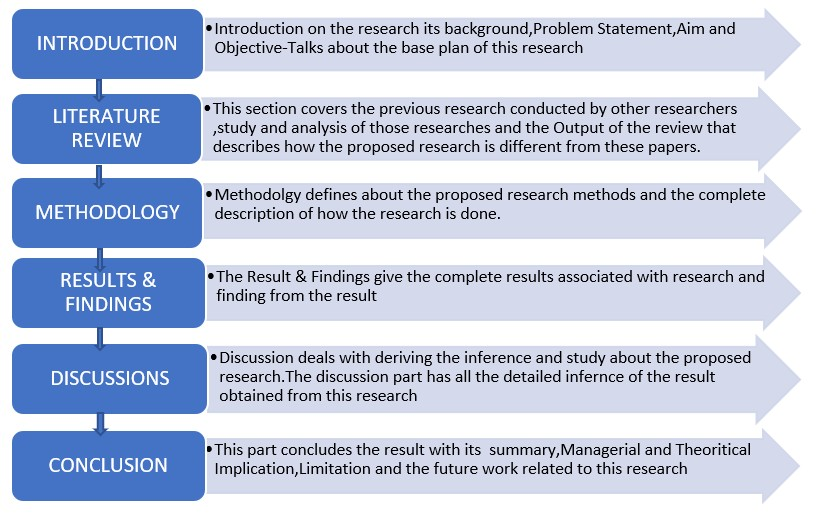 INTRODUCTION
•Introduction on the research its background,Problem Statement,Aim and
Objective-Talks about the base plan of this research
LITERATURE
REVIEW
•This section covers the previous research conducted by other researchers
,study and analysis of those researches and the Output of the review that
describes how the proposed research is different from these papers.
METHODOLOGY
•Methodolgy defines about the proposed research methods and the complete
description of how the research is done.
RESULTS &
FINDINGS
•The Result & Findings give the complete results associated with research and
finding from the result
DISCUSSIONS
•Discussion deals with deriving the inference and study about the proposed
research.The discussion part has all the detailed infernce of the result
obtained from this research
CONCLUSION
•This part concludes the result with its  summary,Managerial and Theoritical
Implication,Limitation and the future work related to this research